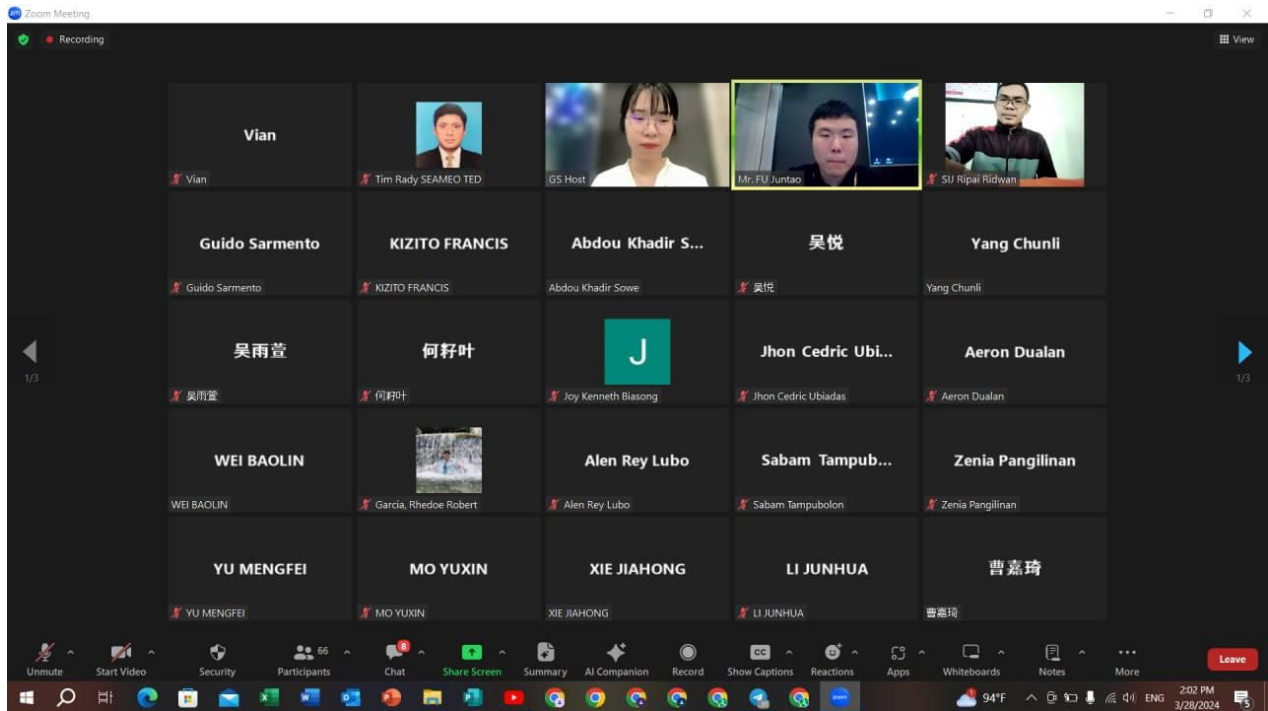 Zoom Meeting
Recording
View
Vian
Vian
Tim Rady SEAMEO TED
GS Host
Mr. FU Juntao
SIJ Ripai Ridwan
Guido Sarmento
KIZITO FRANCIS
Abdou Khadir S...
吴悦
Yang Chunli
Guido Sarmento
KIZITO FRANCIS
Abdou Khadir Sowe
吴悦
Yang Chunli
吴雨萱
何籽叶
J
Jhon Cedric Ubi...
Aeron Dualan
1/3
1/3
吴雨萱
何籽叶
Joy Kenneth Biasong
Jhon Cedric Ubiadas
Aeron Dualan
WEI BAOLIN
Alen Rey Lubo
Sabam Tampub...
Zenia Pangilinan
WEI BAOLIN
Garcia, Rhedoe Robert
Alen Rey Lubo
Sabam Tampubolon
Zenia Pangilinan
YU MENGFEI
MO YUXIN
XIE JIAHONG
LI JUNHUA
曹嘉琦
YU MENGFEI
MO YUXIN
XIE JIAHONG
LI JUNHUA
曹嘉琦
66
8
CC
Unmute
Start Video
Security
Participants
Chat
Share Screen
Summary
AI Companion
Record
Show Captions
Reactions
Apps
Whiteboards
Notes
More
Leave
94°F
ENG
2:02 PM
3/28/2024
5